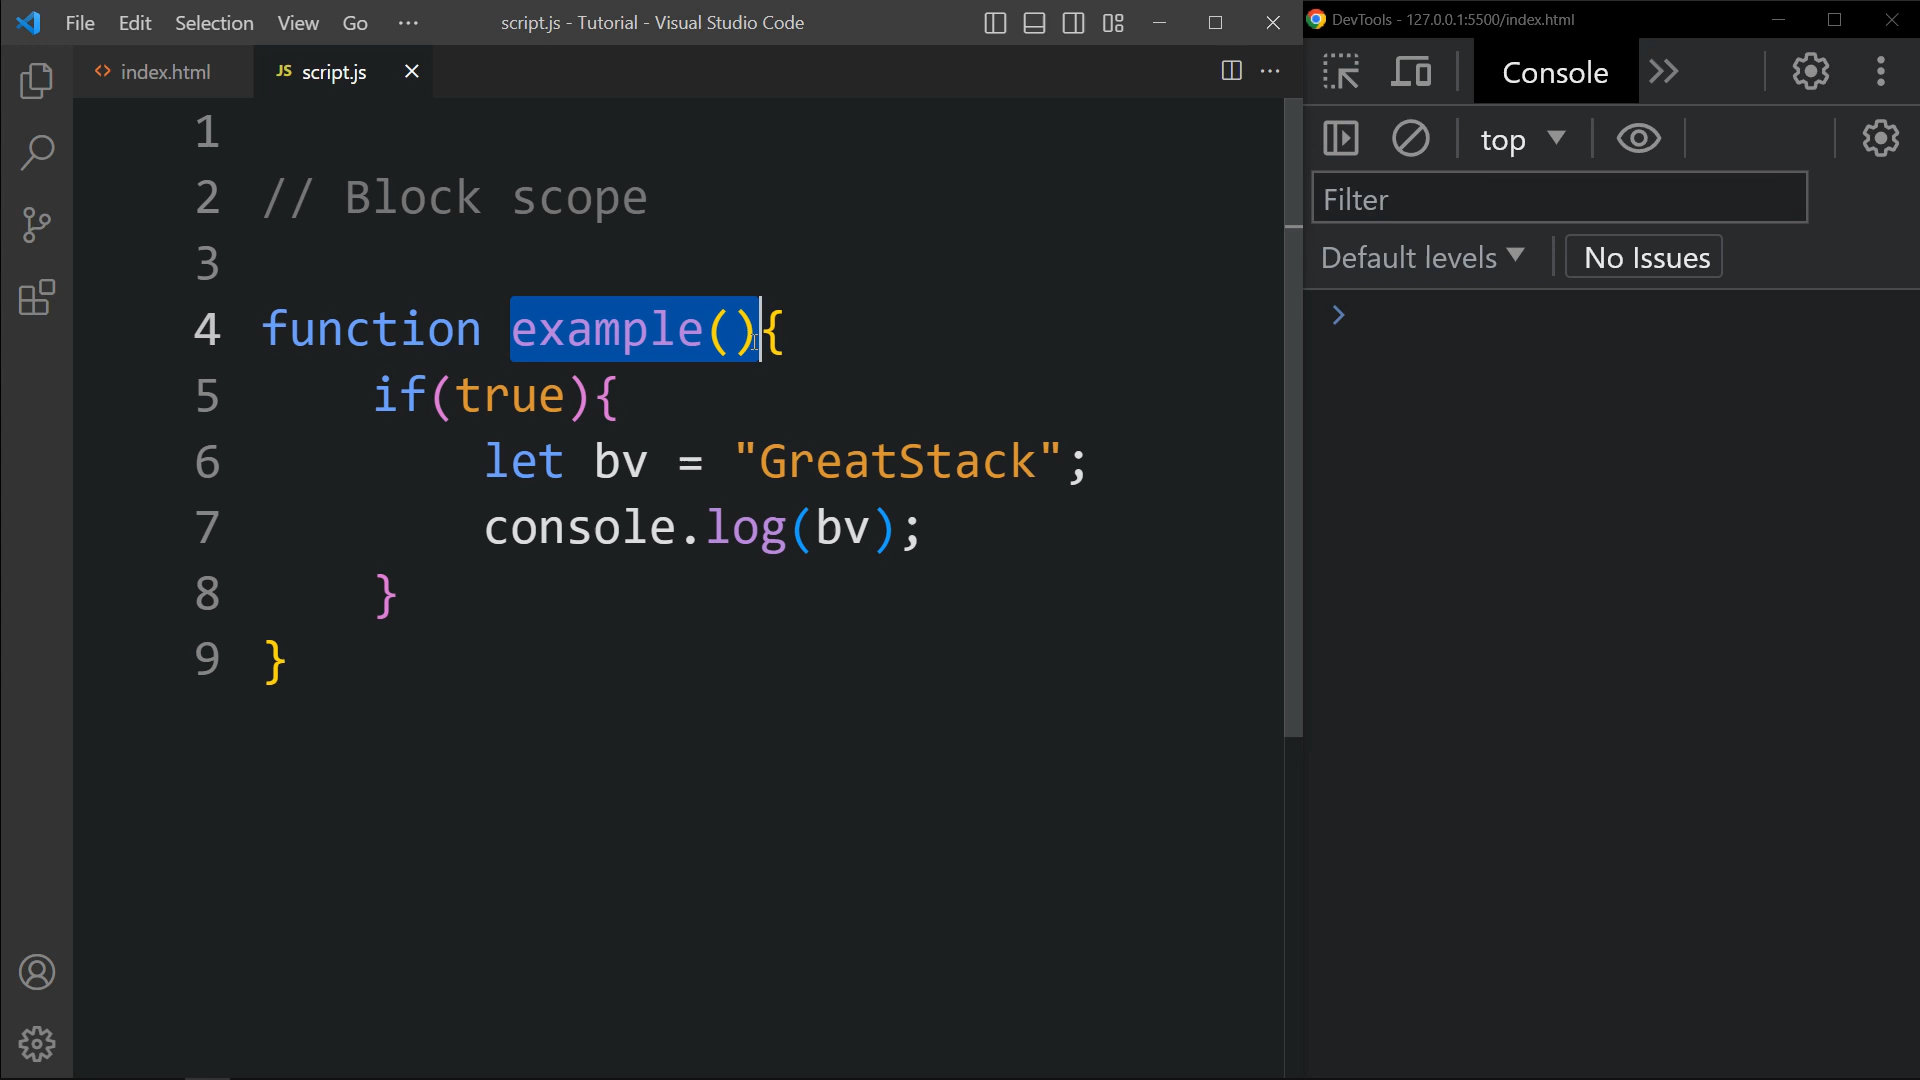 File Edit Selection View Go ··· script.js - Tutorial - Visual Studio Code
index.html JS script.js
1
2 // Block scope
3
4 function example(){
5 if(true){
6 let bv = "GreatStack";
7 console.log(bv);
8 }
9 }
DevTools - 127.0.0.1:5500/index.html
Console
top
Filter
Default levels No Issues